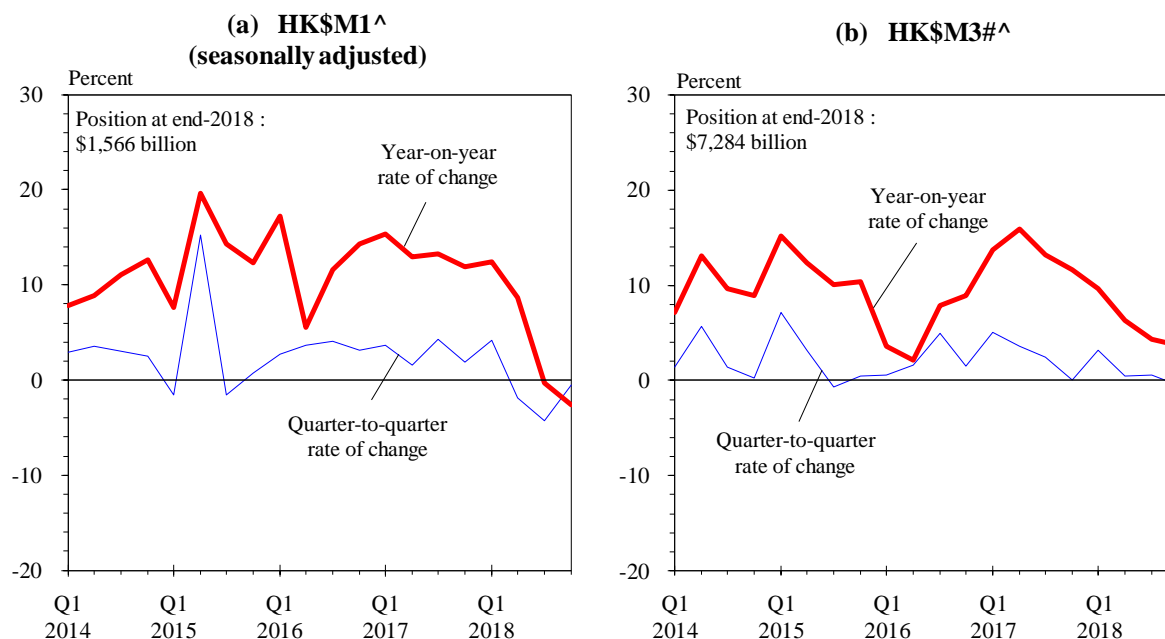 (a) HK$M1^
(seasonally adjusted)
Percent
30
20
10
0
-10
-20
Position at end-2018 :
$1,566 billion
Year-on-year
rate of change
Quarter-to-quarter
rate of change
Q1 Q1 Q1 Q1 Q1
2014 2015 2016 2017 2018
(b) HK$M3#^
Percent
30
20
10
0
-10
-20
Position at end-2018 :
$7,284 billion
Year-on-year
rate of change
Quarter-to-quarter
rate of change
Q1 Q1 Q1 Q1 Q1
2014 2015 2016 2017 2018